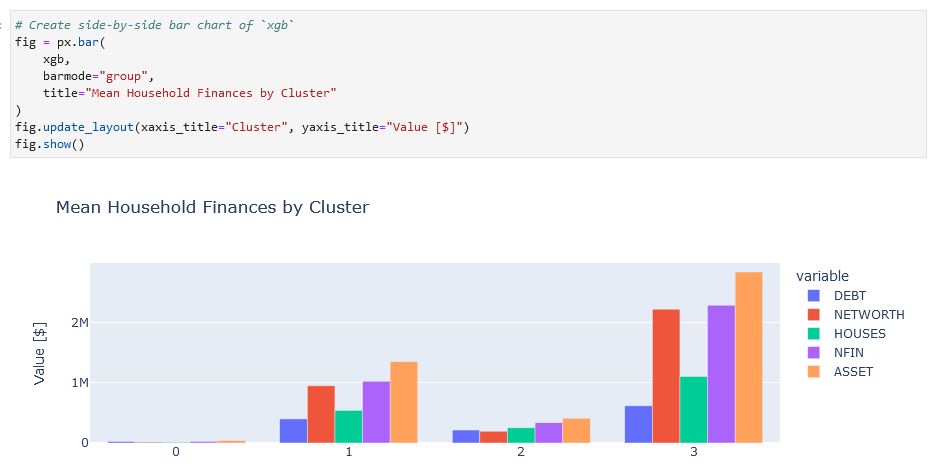 # Create side-by-side bar chart of `xgb`
fig = px.bar(
    xgb,
    barmode="group",
    title="Mean Household Finances by Cluster"
)
fig.update_layout(xaxis_title="Cluster", yaxis_title="Value [$]")
fig.show()
Mean Household Finances by Cluster
Value [$]
2M
1M
0
0 1 2 3
variable
DEBT
NETWORTH
HOUSES
NFIN
ASSET